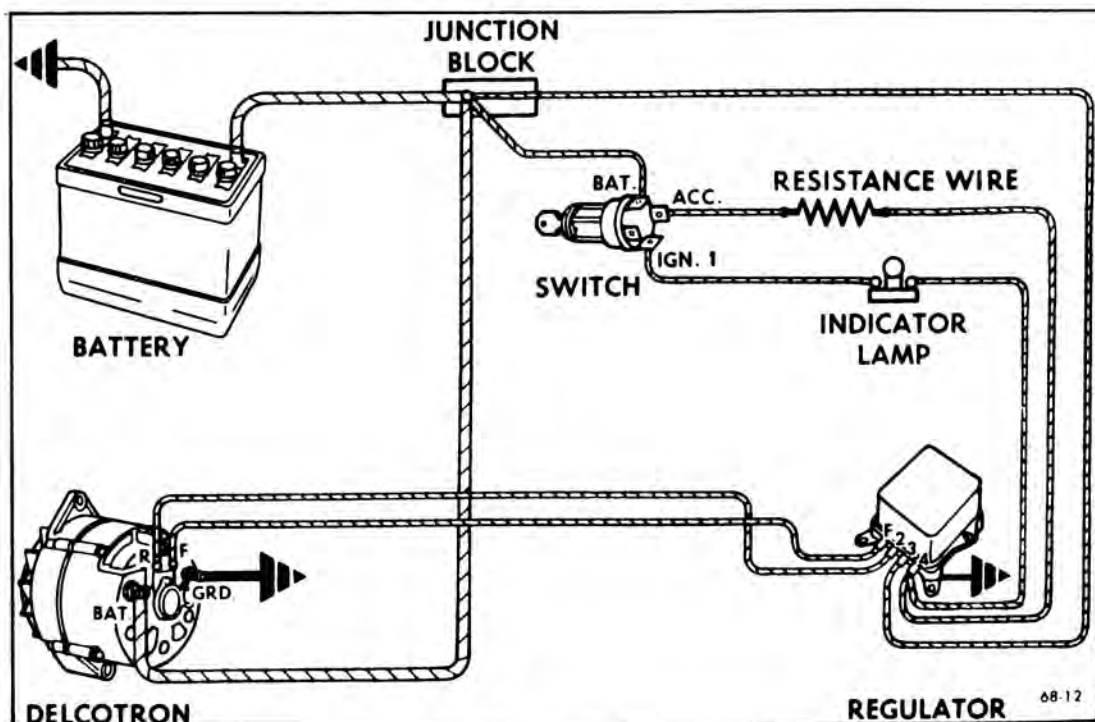 JUNCTION
BLOCK
BAT.
ACC.
RESISTANCE WIRE
IGN. 1
SWITCH
INDICATOR
LAMP
BATTERY
R
F
GRD.
BAT.
F 2 3 4
DELCOTRON
REGULATOR
68-12